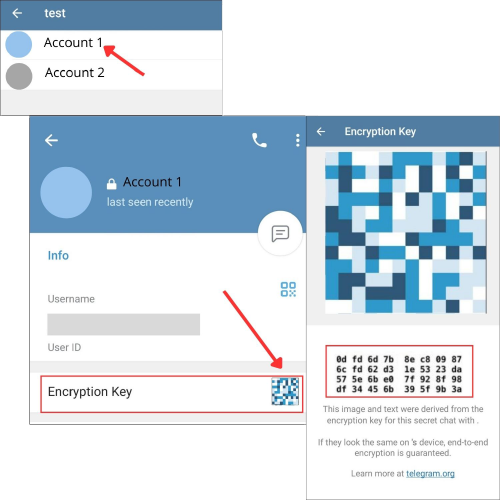 test
Account 1
Account 2
Account 1
last seen recently
Info
Username
User ID
Encryption Key
Encryption Key
0d fd 6d 7b 8e c8 09 87
6c fd 62 d3 1e 53 23 da
57 5e 6b e0 7f 92 8f 98
df 34 45 6b 39 5f 9b 3a
This image and text were derived from the
encryption key for this secret chat with .
If they look the same on 's device, end-to-end
encryption is guaranteed.
Learn more at telegram.org